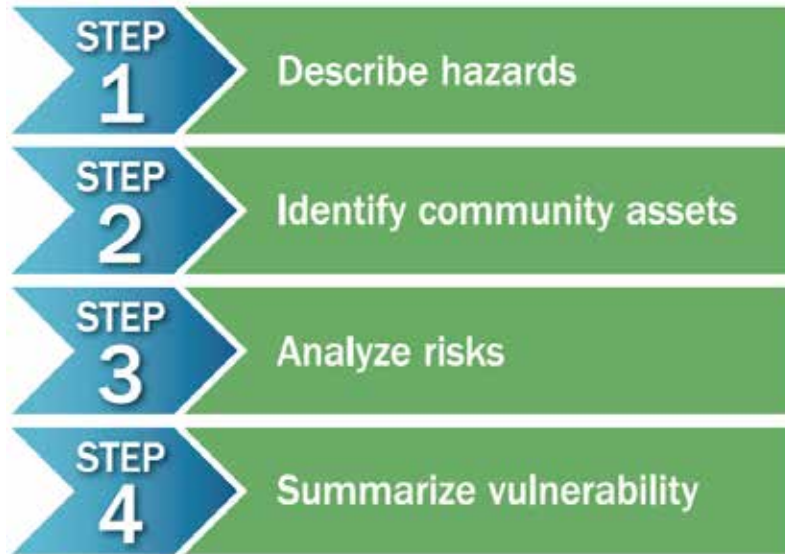 STEP
1
Describe hazards
STEP
2
Identify community assets
STEP
3
Analyze risks
STEP
4
Summarize vulnerability